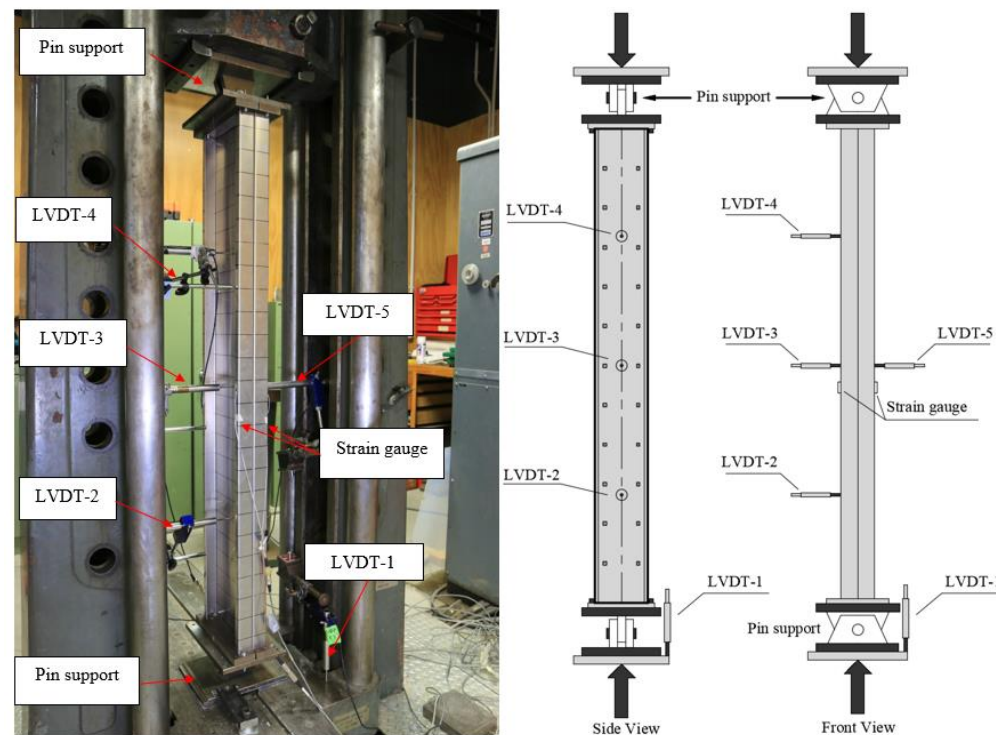 Pin support
LVDT-4
LVDT-3
LVDT-5
Strain gauge
LVDT-2
LVDT-1
Pin support
Pin support
LVDT-4
LVDT-3
LVDT-2
LVDT-1
Side View
LVDT-4
LVDT-3
LVDT-5
Strain gauge
LVDT-2
LVDT-1
Pin support
Front View